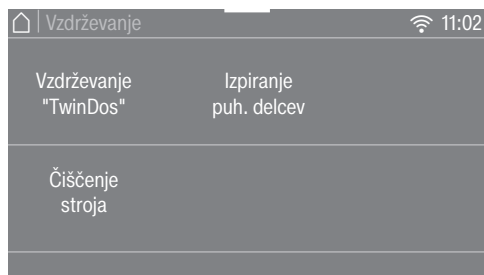 Vzdrževanje 11:02
Vzdrževanje Izpiranje
"TwinDos" puh. delcev
Čiščenje
stroja